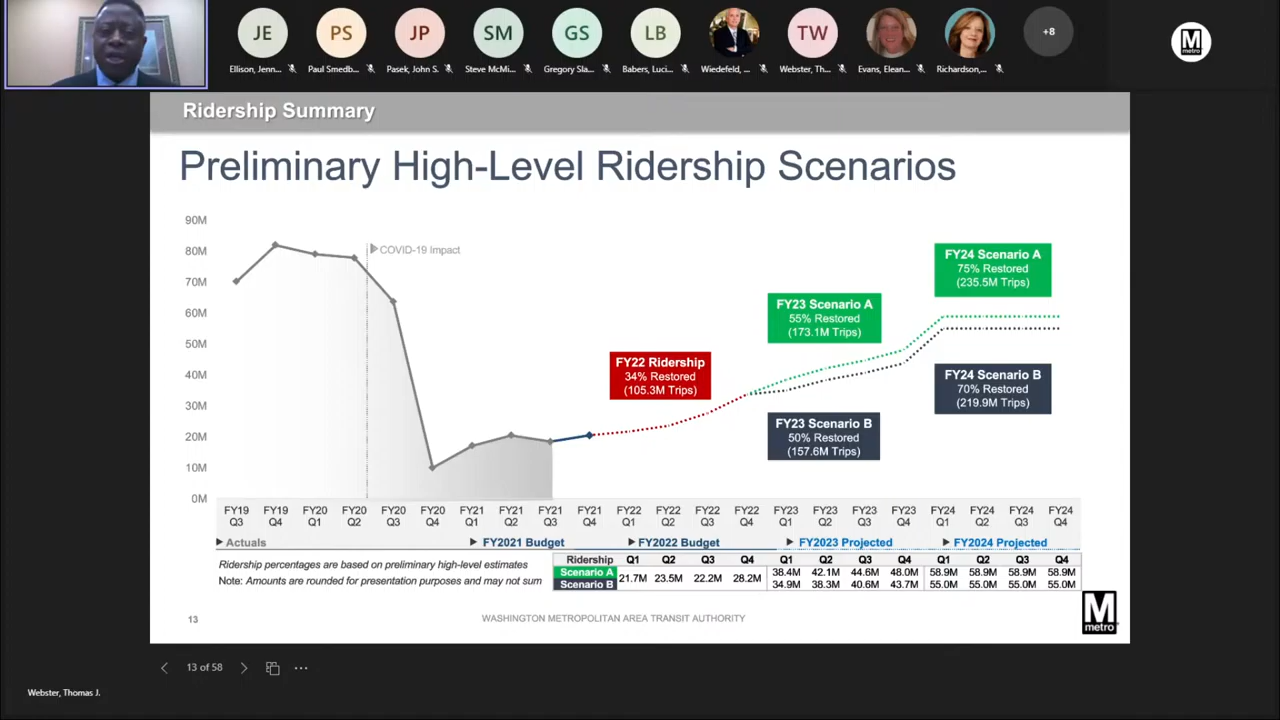 JE PS JP SM GS LB TW +8
Ellison, Jenn... Paul Smedb... Pasek, John S. Steve McMi... Gregory Sla... Babers, Luci... Wiedefeld, ... Webster, Th... Evans, Elean... Richardson,...
M
metro
Ridership Summary
Preliminary High-Level Ridership Scenarios
90M
80M
70M
60M
50M
40M
30M
20M
10M
0M
COVID-19 Impact
FY22 Ridership
34% Restored
(105.3M Trips)
FY23 Scenario A
55% Restored
(173.1M Trips)
FY23 Scenario B
50% Restored
(157.6M Trips)
FY24 Scenario A
75% Restored
(235.5M Trips)
FY24 Scenario B
70% Restored
(219.9M Trips)
FY19 FY19 FY20 FY20 FY20 FY20 FY21 FY21 FY21 FY21 FY22 FY22 FY22 FY22 FY23 FY23 FY23 FY23 FY24 FY24 FY24 FY24
Q3 Q4 Q1 Q2 Q3 Q4 Q1 Q2 Q3 Q4 Q1 Q2 Q3 Q4 Q1 Q2 Q3 Q4 Q1 Q2 Q3 Q4
Actuals FY2021 Budget FY2022 Budget FY2023 Projected FY2024 Projected
Ridership percentages are based on preliminary high-level estimates
Note: Amounts are rounded for presentation purposes and may not sum
Ridership Q1 Q2 Q3 Q4 Q1 Q2 Q3 Q4 Q1 Q2 Q3 Q4
Scenario A 21.7M 23.5M 22.2M 28.2M 38.4M 42.1M 44.6M 48.0M 58.9M 58.9M 58.9M 58.9M
Scenario B 34.9M 38.3M 40.6M 43.7M 55.0M 55.0M 55.0M 55.0M
13
WASHINGTON METROPOLITAN AREA TRANSIT AUTHORITY
M
metro
13 of 58
Webster, Thomas J.